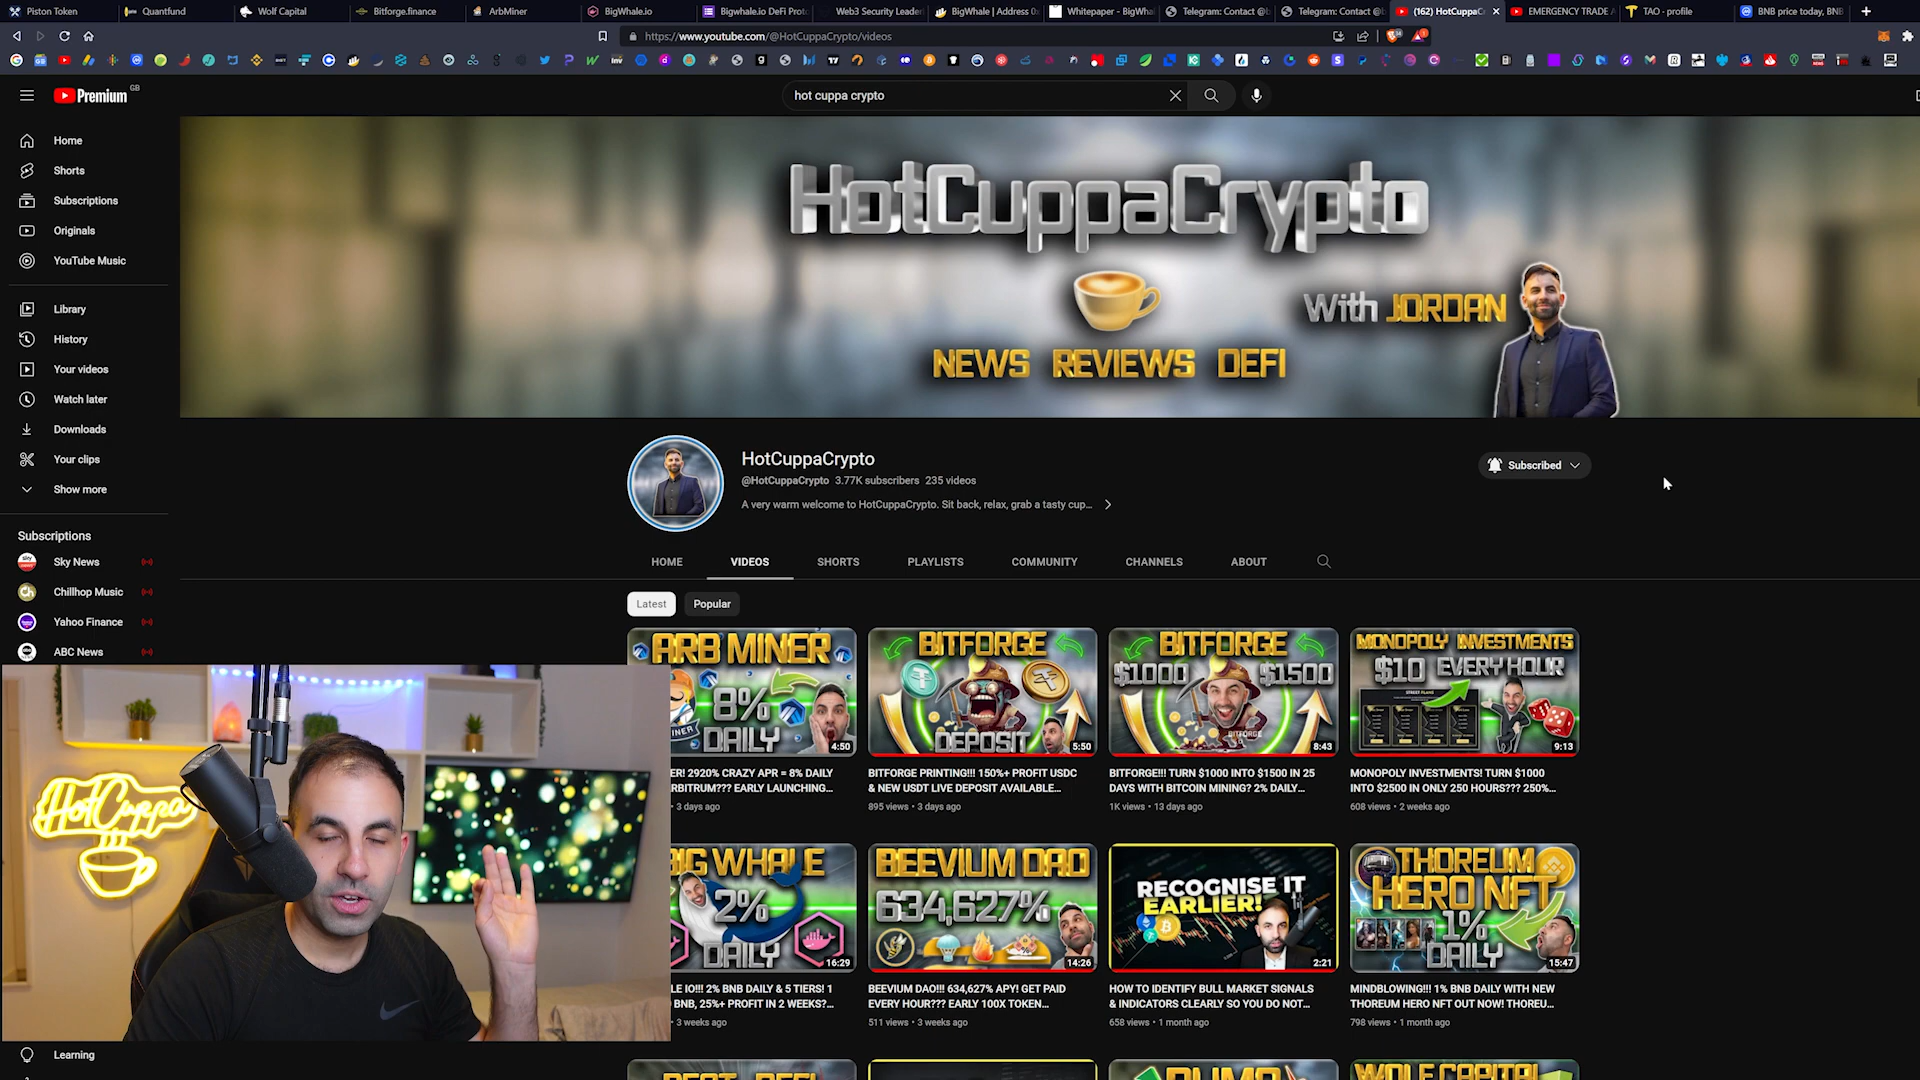 Piston Token
Quantfund
Wolf Capital
Bitforge.finance
ArbMiner
BigWhale.io
Bigwhale.io DeFi Prot
Web3 Security Leader
BigWhale | Address 0x
Whitepaper - BigWha
Telegram: Contact @b
Telegram: Contact @b
(162) HotCuppaC
EMERGENCY TRADE A
TAO - profile
BNB price today, BNB
https://www.youtube.com/@HotCuppaCrypto/videos
Premium GB
hot cuppa crypto
Home
Shorts
Subscriptions
Originals
YouTube Music
Library
History
Your videos
Watch later
Downloads
Your clips
Show more
Subscriptions
Sky News
Chillhop Music
Yahoo Finance
ABC News
Learning
HotCuppaCrypto
With JORDAN
NEWS REVIEWS DEFI
HotCuppaCrypto
@HotCuppaCrypto 3.77K subscribers 235 videos
A very warm welcome to HotCuppaCrypto. Sit back, relax, grab a tasty cup...
Subscribed
HOME VIDEOS SHORTS PLAYLISTS COMMUNITY CHANNELS ABOUT
Latest Popular
ARB MINER
8%
DAILY
4:50
ER! 2920% CRAZY APR = 8% DAILY
RBITRUM??? EARLY LAUNCHING...
• 3 days ago
BITFORGE
DEPOSIT
5:50
BITFORGE PRINTING!!! 150%+ PROFIT USDC
& NEW USDT LIVE DEPOSIT AVAILABLE...
895 views • 3 days ago
BITFORGE
$1000 $1500
BITFORGE
8:43
BITFORGE!!! TURN $1000 INTO $1500 IN 25
DAYS WITH BITCOIN MINING? 2% DAILY...
1K views • 13 days ago
MONOPOLY INVESTMENTS
$10 EVERY HOUR
9:13
MONOPOLY INVESTMENTS! TURN $1000
INTO $2500 IN ONLY 250 HOURS??? 250%...
608 views • 2 weeks ago
BIG WHALE
2%
DAILY
16:29
LE IO!!! 2% BNB DAILY & 5 TIERS! 1
BNB, 25%+ PROFIT IN 2 WEEKS?...
• 3 weeks ago
BEEVIUM DAO
634,627%
14:26
BEEVIUM DAO!!! 634,627% APY! GET PAID
EVERY HOUR??? EARLY 100X TOKEN...
511 views • 3 weeks ago
RECOGNISE IT
EARLIER!
2:21
HOW TO IDENTIFY BULL MARKET SIGNALS
& INDICATORS CLEARLY SO YOU DO NOT...
658 views • 1 month ago
THOREUM
HERO NFT
1%
DAILY
15:47
MINDBLOWING!!! 1% BNB DAILY WITH NEW
THOREUM HERO NFT OUT NOW! THOREU...
798 views • 1 month ago
HotCuppa
WOLF CAPITAL